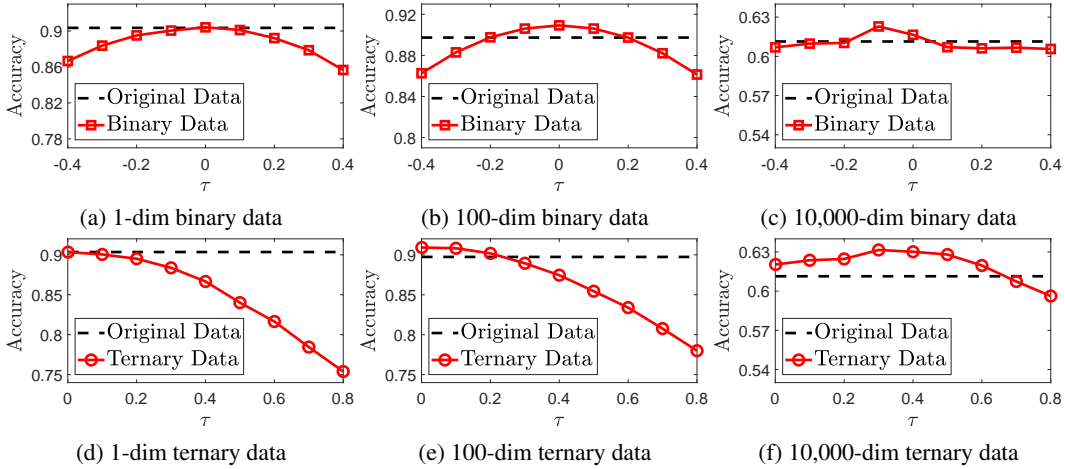 Accuracy
0.9
0.86
0.82
0.78
Original Data
Binary Data
-0.4 -0.2 0 0.2 0.4
τ
(a) 1-dim binary data
Accuracy
0.92
0.88
0.84
0.8
Original Data
Binary Data
-0.4 -0.2 0 0.2 0.4
τ
(b) 100-dim binary data
Accuracy
0.63
0.6
0.57
0.54
Original Data
Binary Data
-0.4 -0.2 0 0.2 0.4
τ
(c) 10,000-dim binary data
Accuracy
0.9
0.85
0.8
0.75
Original Data
Ternary Data
0 0.2 0.4 0.6 0.8
τ
(d) 1-dim ternary data
Accuracy
0.9
0.85
0.8
0.75
Original Data
Ternary Data
0 0.2 0.4 0.6 0.8
τ
(e) 100-dim ternary data
Accuracy
0.63
0.6
0.57
0.54
Original Data
Ternary Data
0 0.2 0.4 0.6 0.8
τ
(f) 10,000-dim ternary data